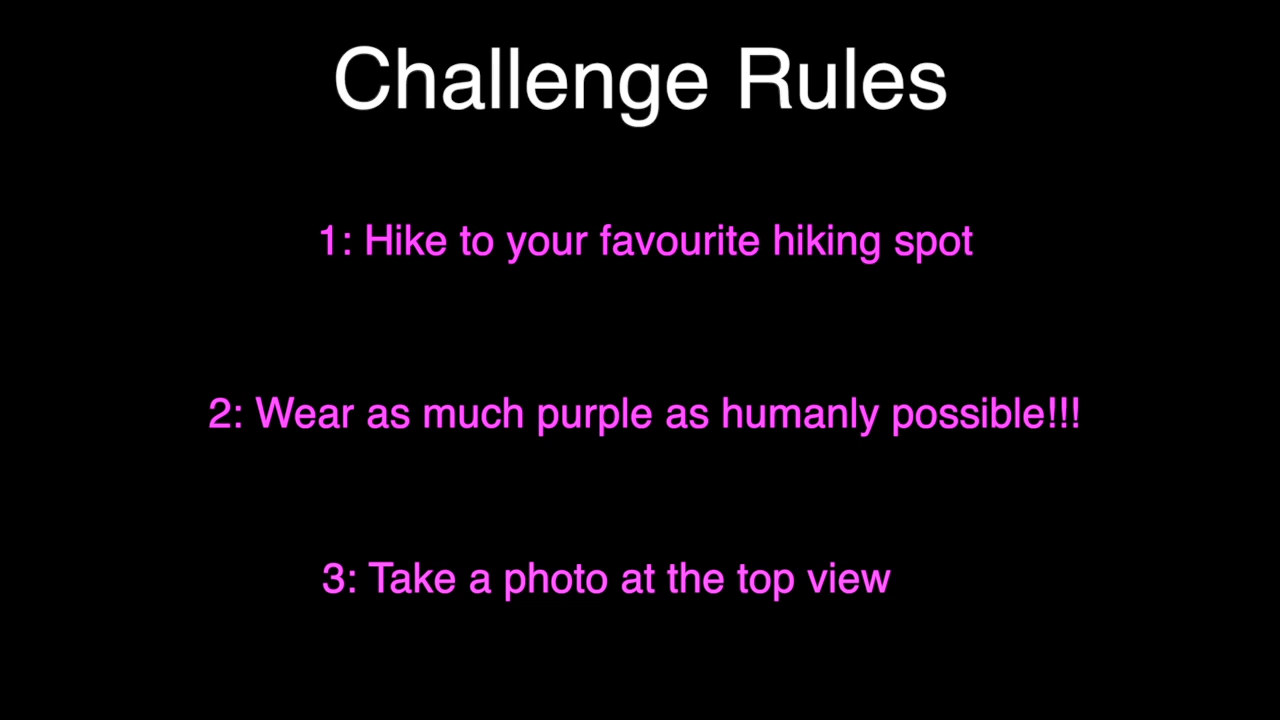 Challenge Rules
1: Hike to your favourite hiking spot
2: Wear as much purple as humanly possible!!!
3: Take a photo at the top view